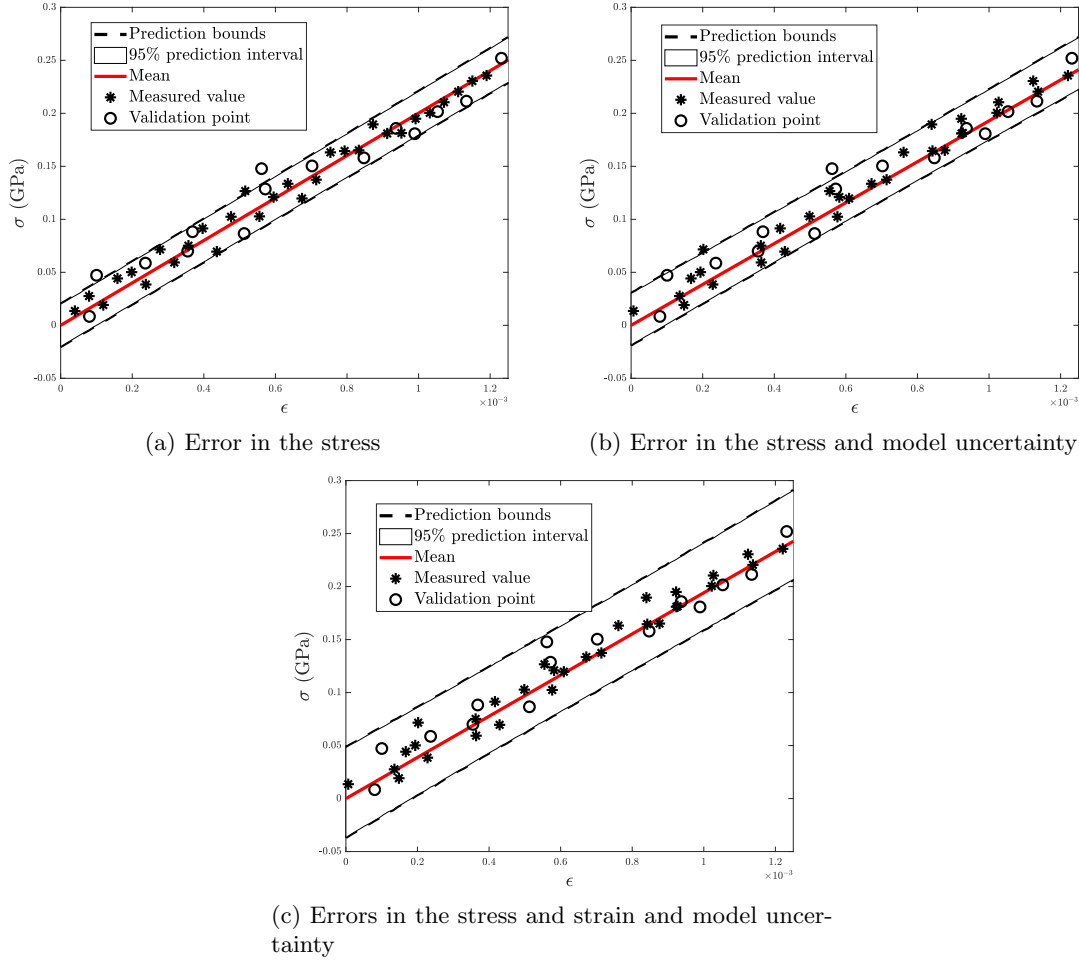 0.3
0.25
0.2
0.15
0.1
0.05
0
-0.05
σ (GPa)
Prediction bounds
95% prediction interval
Mean
Measured value
Validation point
0 0.2 0.4 0.6 0.8 1 1.2
×10⁻³
ϵ
(a) Error in the stress
0.3
0.25
0.2
0.15
0.1
0.05
0
-0.05
σ (GPa)
Prediction bounds
95% prediction interval
Mean
Measured value
Validation point
0 0.2 0.4 0.6 0.8 1 1.2
×10⁻³
ϵ
(b) Error in the stress and model uncertainty
0.3
0.25
0.2
0.15
0.1
0.05
0
-0.05
σ (GPa)
Prediction bounds
95% prediction interval
Mean
Measured value
Validation point
0 0.2 0.4 0.6 0.8 1 1.2
×10⁻³
ϵ
(c) Errors in the stress and strain and model uncer-
tainty